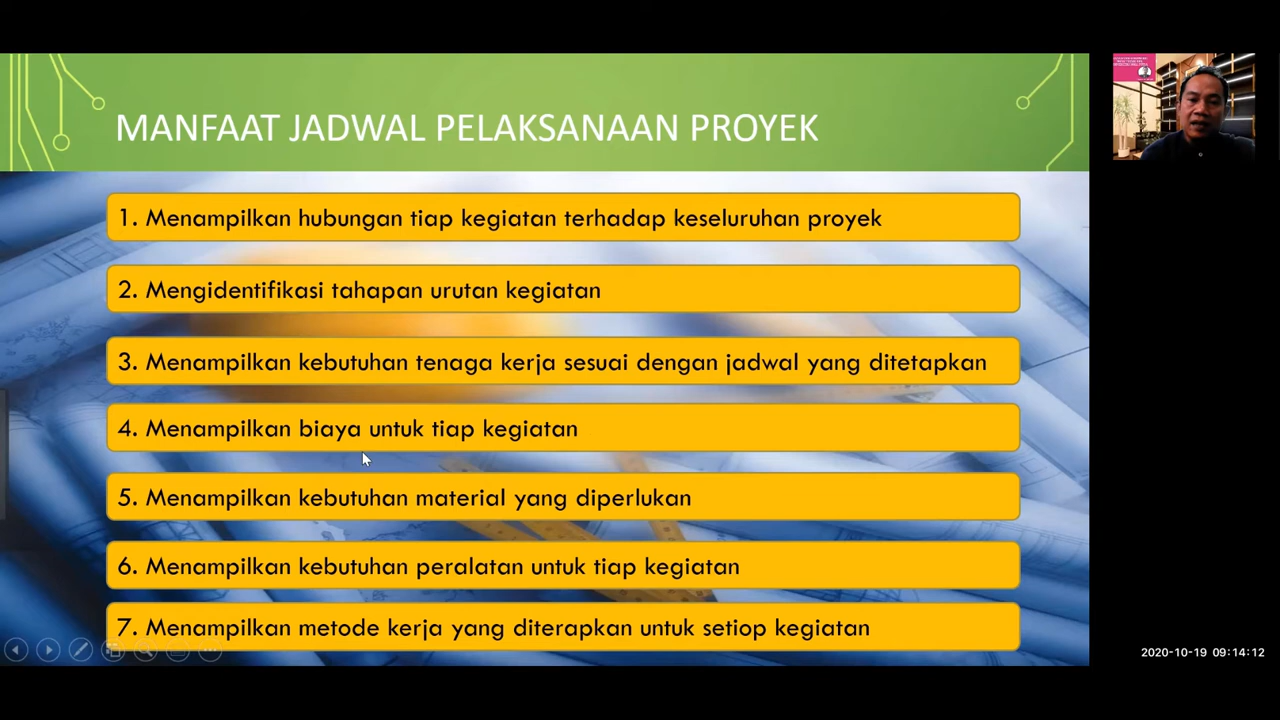 MANFAAT JADWAL PELAKSANAAN PROYEK
1. Menampilkan hubungan tiap kegiatan terhadap keseluruhan proyek
2. Mengidentifikasi tahapan urutan kegiatan
3. Menampilkan kebutuhan tenaga kerja sesuai dengan jadwal yang ditetapkan
4. Menampilkan biaya untuk tiap kegiatan
5. Menampilkan kebutuhan material yang diperlukan
6. Menampilkan kebutuhan peralatan untuk tiap kegiatan
7. Menampilkan metode kerja yang diterapkan untuk setiop kegiatan
2020-10-19 09:14:12